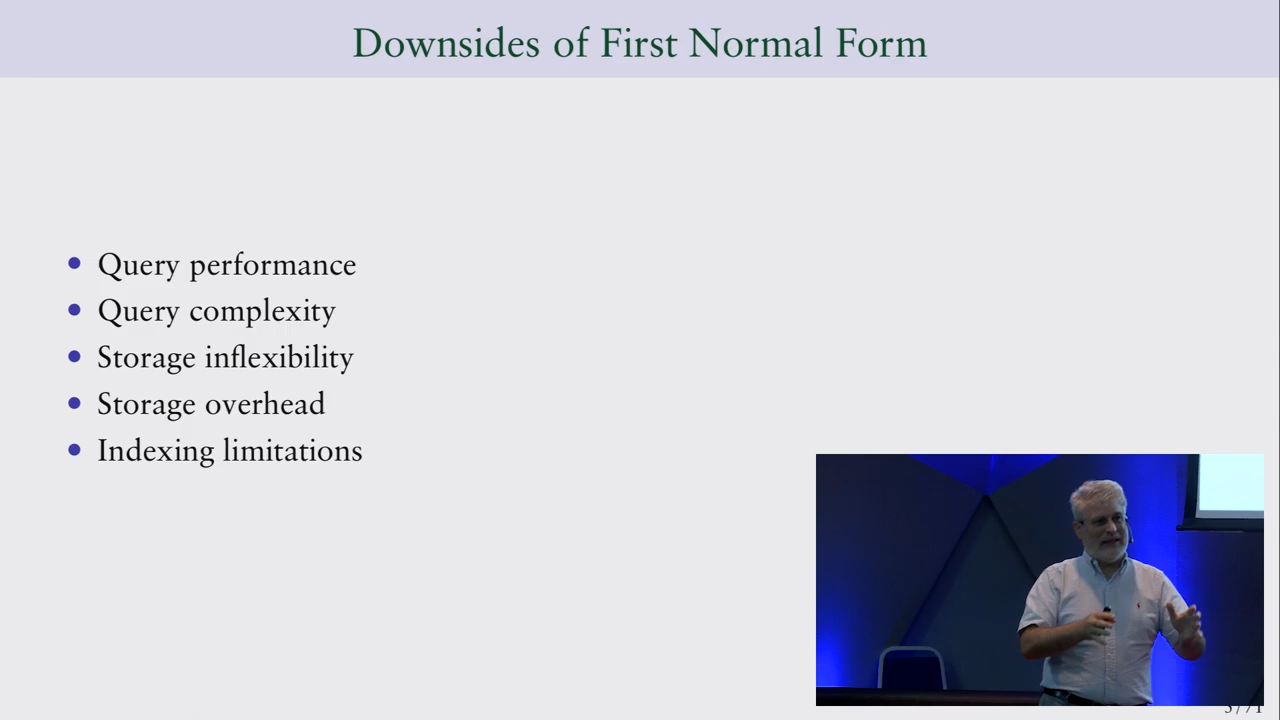 Downsides of First Normal Form
Query performance
Query complexity
Storage inflexibility
Storage overhead
Indexing limitations